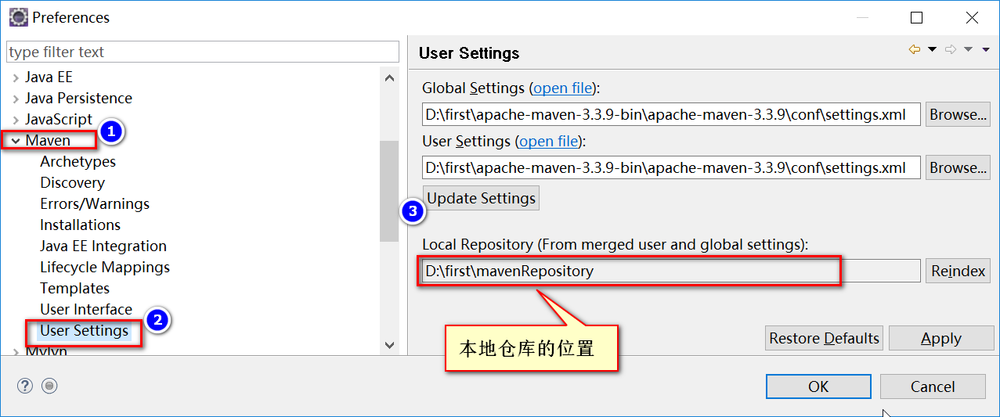 Preferences
type filter text
Java EE
Java Persistence
JavaScript
1
Maven
Archetypes
Discovery
Errors/Warnings
Installations
Java EE Integration
Lifecycle Mappings
Templates
User Interface
2
User Settings
Mylyn
User Settings
Global Settings (open file):
D:\first\apache-maven-3.3.9-bin\apache-maven-3.3.9\conf\settings.xml
Browse...
User Settings (open file):
D:\first\apache-maven-3.3.9-bin\apache-maven-3.3.9\conf\settings.xml
Browse...
3
Update Settings
Local Repository (From merged user and global settings):
D:\first\mavenRepository
Reindex
本地仓库的位置
Restore Defaults
Apply
?
OK
Cancel